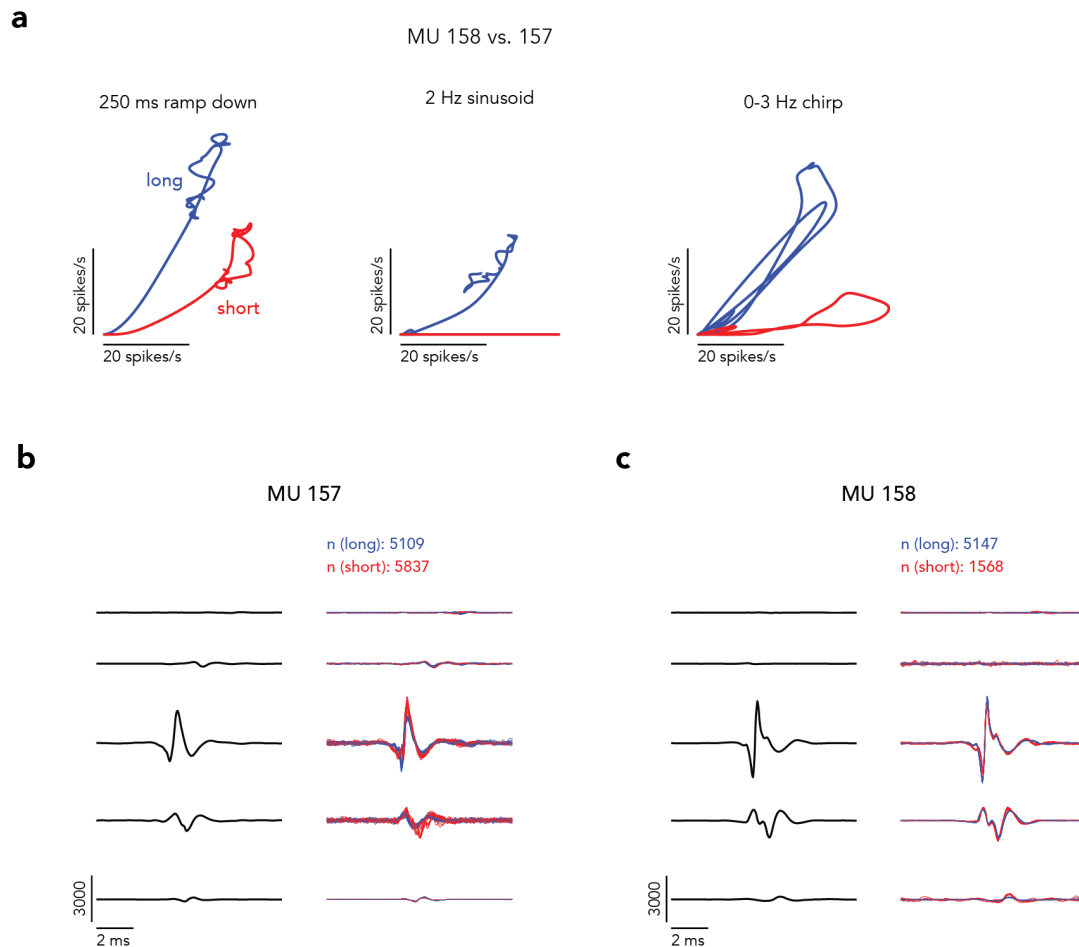 a
MU 158 vs. 157
250 ms ramp down
2 Hz sinusoid
0-3 Hz chirp
long
short
20 spikes/s
20 spikes/s
20 spikes/s
20 spikes/s
20 spikes/s
20 spikes/s
b
MU 157
n (long): 5109
n (short): 5837
3000
2 ms
c
MU 158
n (long): 5147
n (short): 1568
3000
2 ms